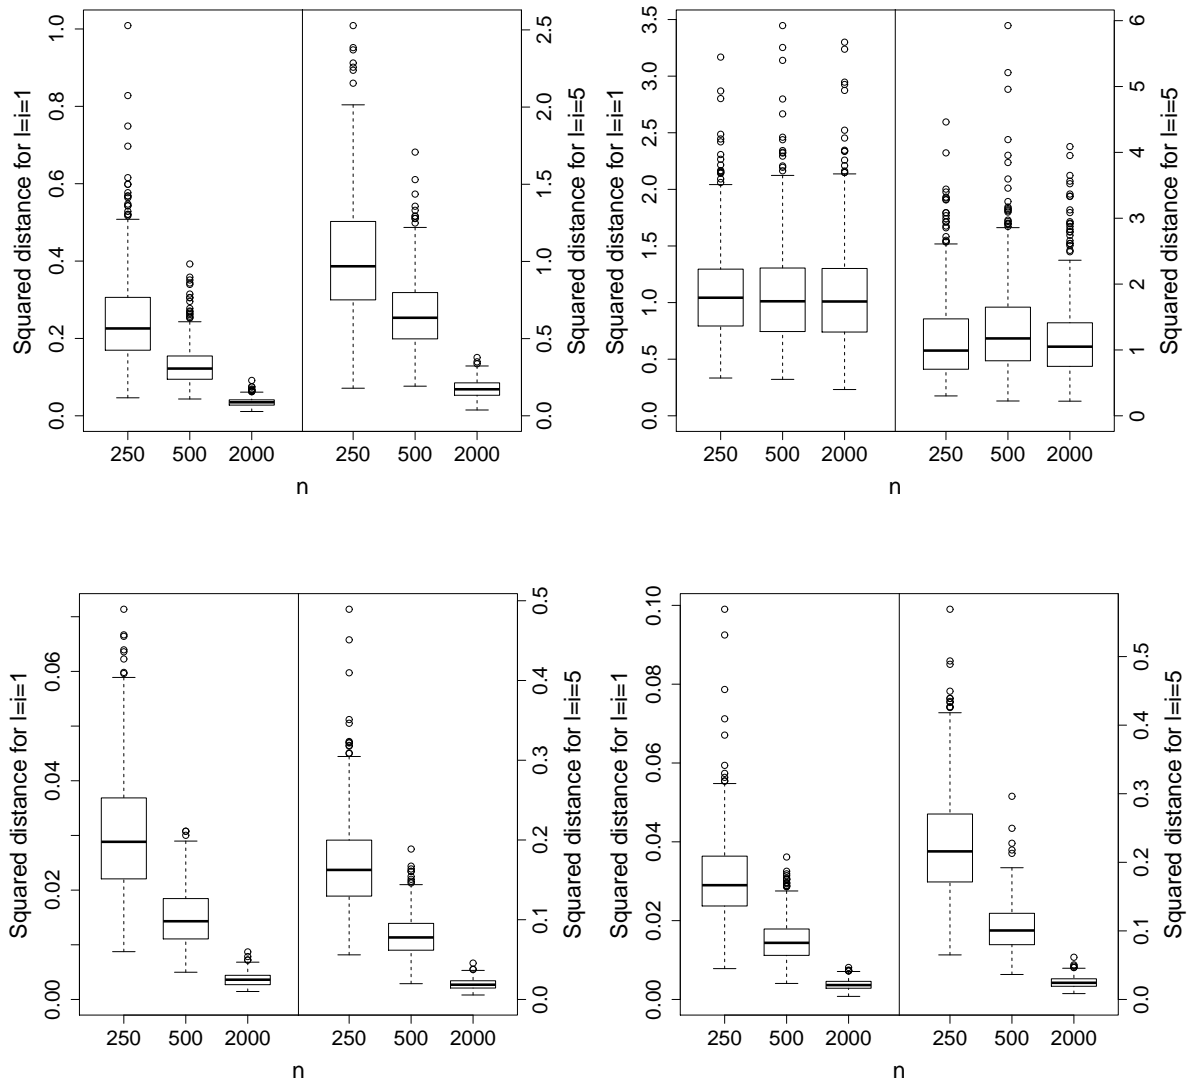 Squared distance for l=i=1
0.0 0.2 0.4 0.6 0.8 1.0
0.0 0.5 1.0 1.5 2.0 2.5
Squared distance for l=i=5
250 500 2000 250 500 2000
n
Squared distance for l=i=1
0.0 0.5 1.0 1.5 2.0 2.5 3.0 3.5
0 1 2 3 4 5 6
Squared distance for l=i=5
250 500 2000 250 500 2000
n
Squared distance for l=i=1
0.00 0.02 0.04 0.06
0.0 0.1 0.2 0.3 0.4 0.5
Squared distance for l=i=5
250 500 2000 250 500 2000
n
Squared distance for l=i=1
0.00 0.02 0.04 0.06 0.08 0.10
0.0 0.1 0.2 0.3 0.4 0.5
Squared distance for l=i=5
250 500 2000 250 500 2000
n